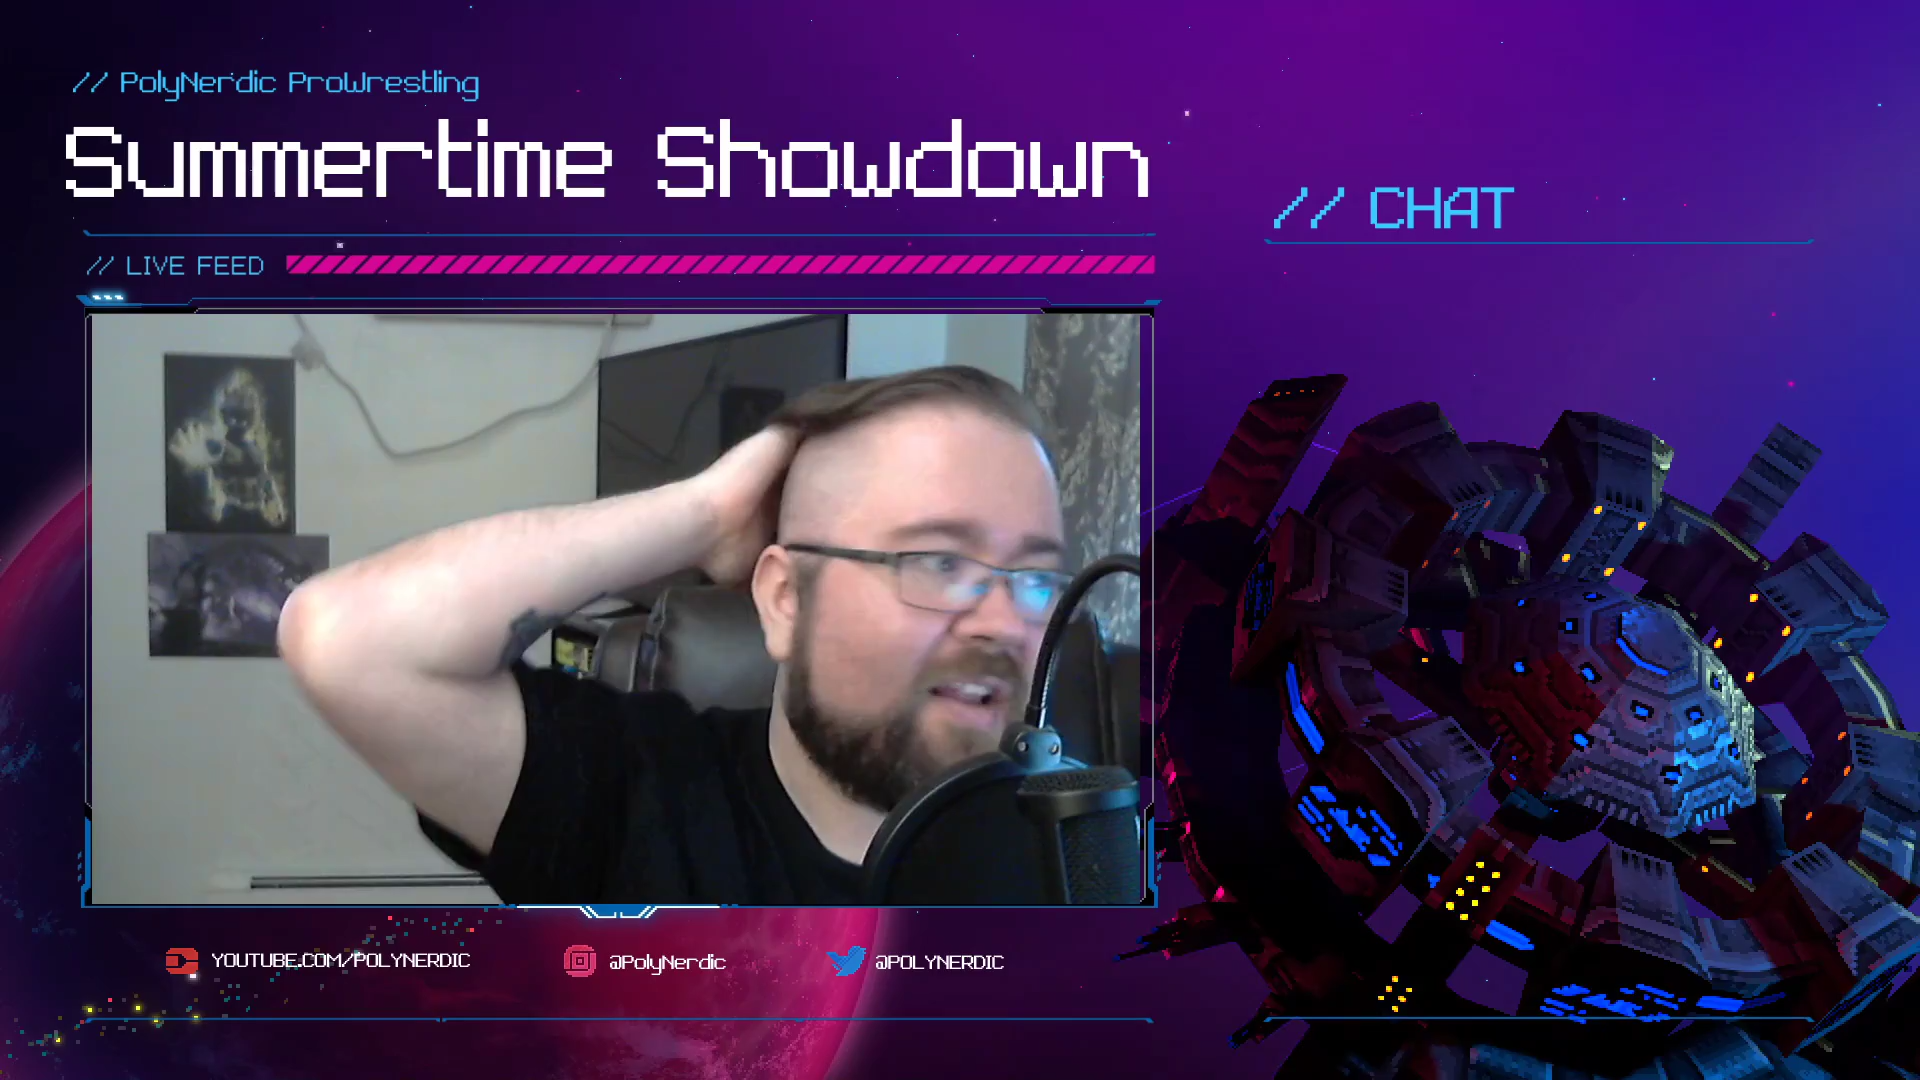 // PolyNerdic ProWrestling
Summertime Showdown
// CHAT
// LIVE FEED
YOUTUBE.COM/POLYNERDIC
@PolyNerdic
@POLYNERDIC